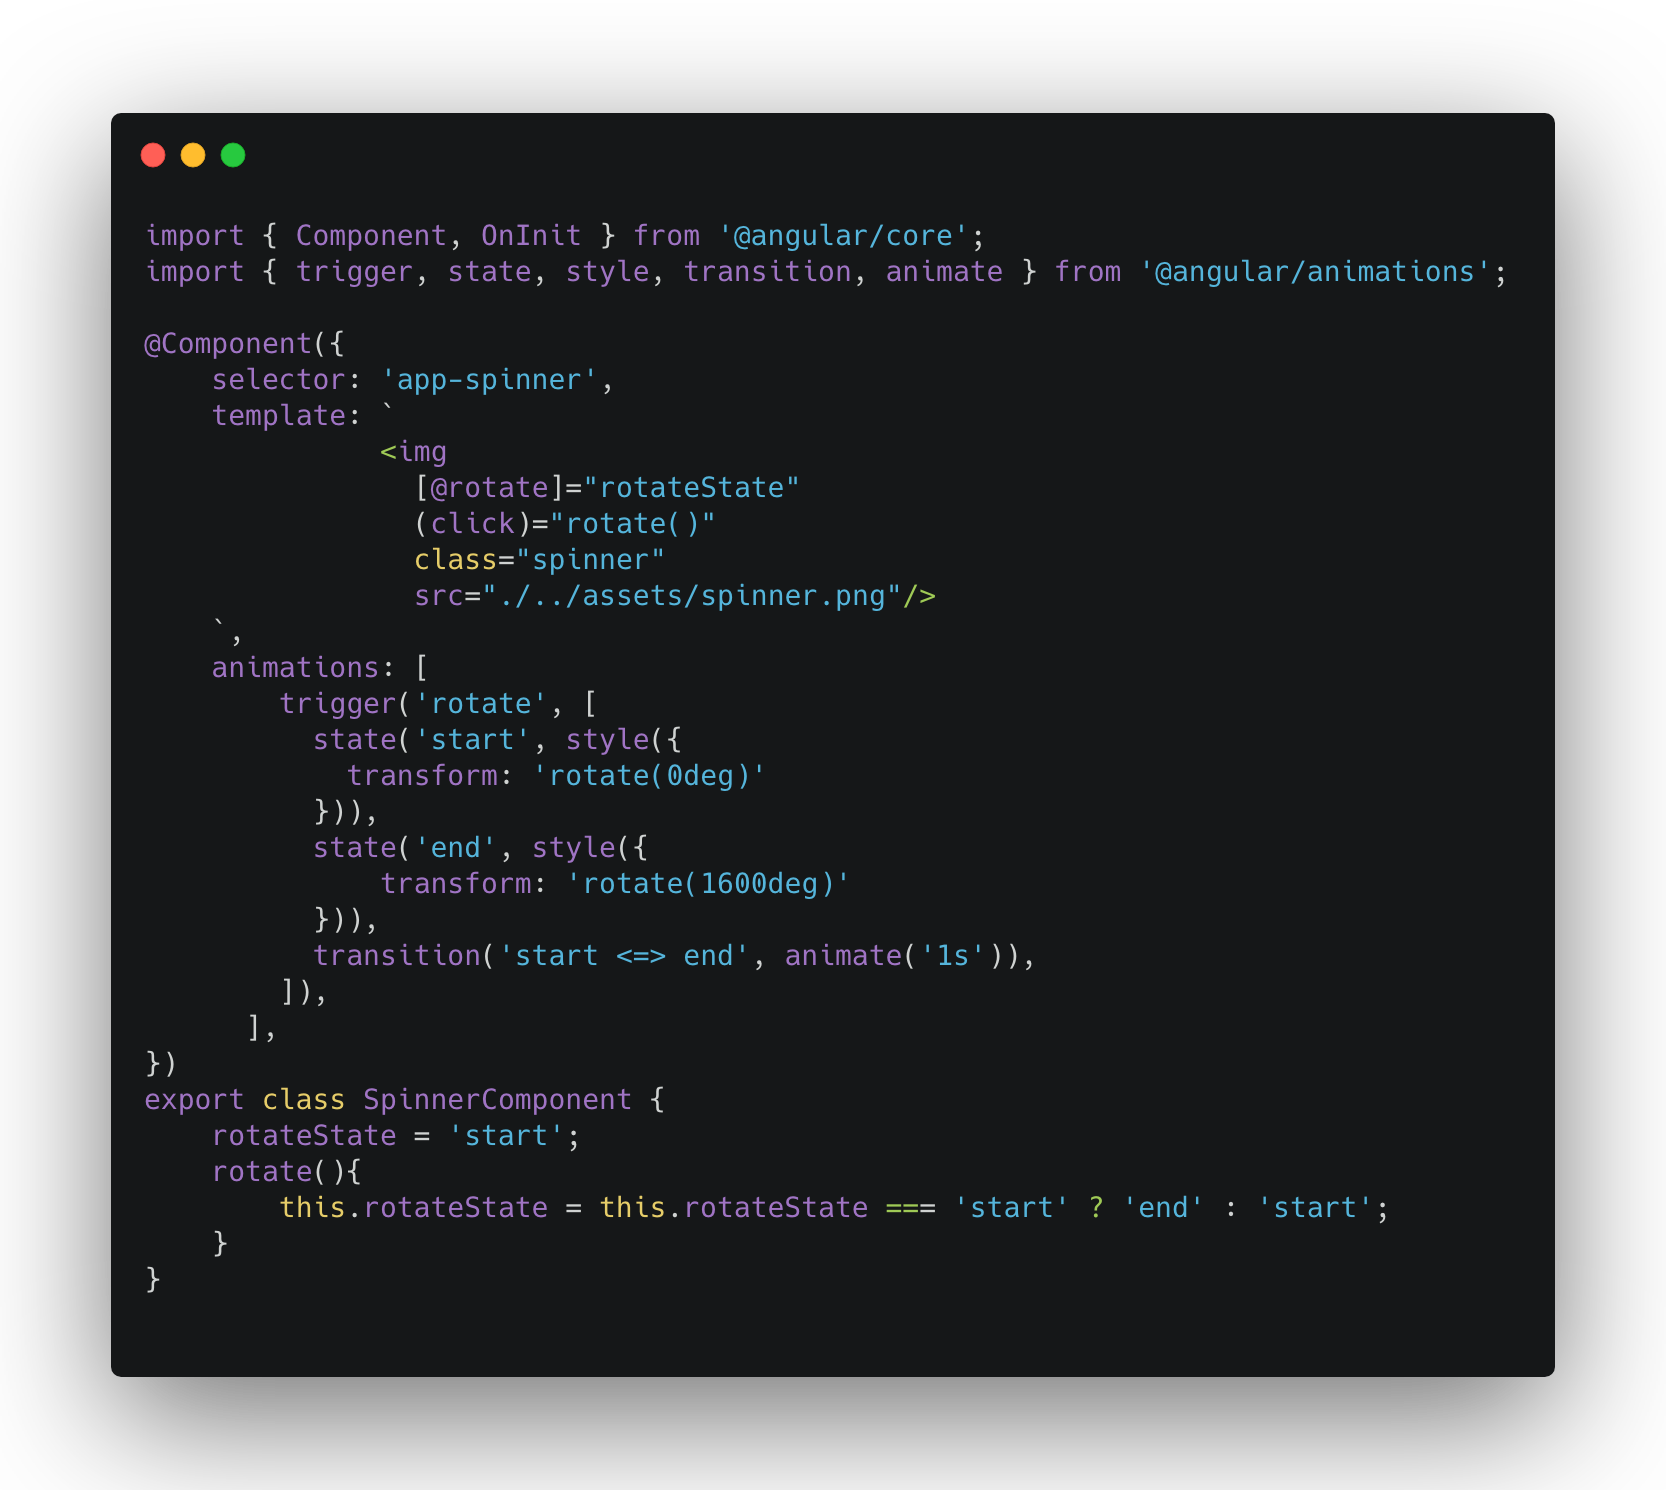 import { Component, OnInit } from '@angular/core';
import { trigger, state, style, transition, animate } from '@angular/animations';

@Component({
    selector: 'app-spinner',
    template: `
              <img
                [@rotate]="rotateState"
                (click)="rotate()"
                class="spinner"
                src="./../assets/spinner.png"/>
    `,
    animations: [
        trigger('rotate', [
          state('start', style({
            transform: 'rotate(0deg)'
          })),
          state('end', style({
              transform: 'rotate(1600deg)'
          })),
          transition('start <=> end', animate('1s')),
        ]),
      ],
})
export class SpinnerComponent {
    rotateState = 'start';
    rotate(){
        this.rotateState = this.rotateState === 'start' ? 'end' : 'start';
    }
}